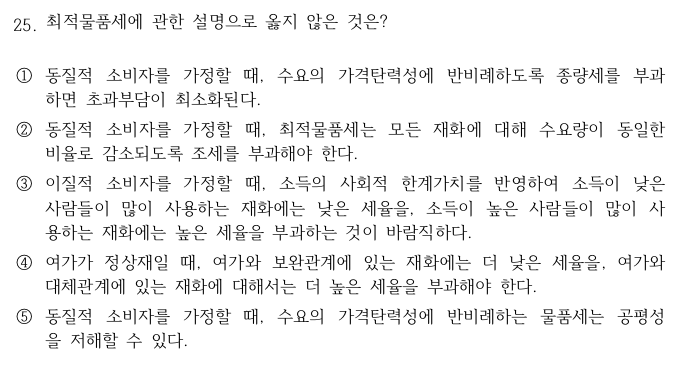 25. 최적물품세에 관한 설명으로 옳지 않은 것은?
① 동질적 소비자를 가정할 때, 수요의 가격탄력성에 반비례하도록 종량세를 부과
하면 초과부담이 최소화된다.
② 동질적 소비자를 가정할 때, 최적물품세는 모든 재화에 대해 수요량이 동일한
비율로 감소되도록 조세를 부과해야 한다.
③ 이질적 소비자를 가정할 때, 소득의 사회적 한계가치를 반영하여 소득이 낮은
사람들이 많이 사용하는 재화에는 낮은 세율을, 소득이 높은 사람들이 많이 사
용하는 재화에는 높은 세율을 부과하는 것이 바람직하다.
④ 여가가 정상재일 때, 여가와 보완관계에 있는 재화에는 더 낮은 세율을, 여가와
대체관계에 있는 재화에 대해서는 더 높은 세율을 부과해야 한다.
⑤ 동질적 소비자를 가정할 때, 수요의 가격탄력성에 반비례하는 물품세는 공평성
을 저해할 수 있다.